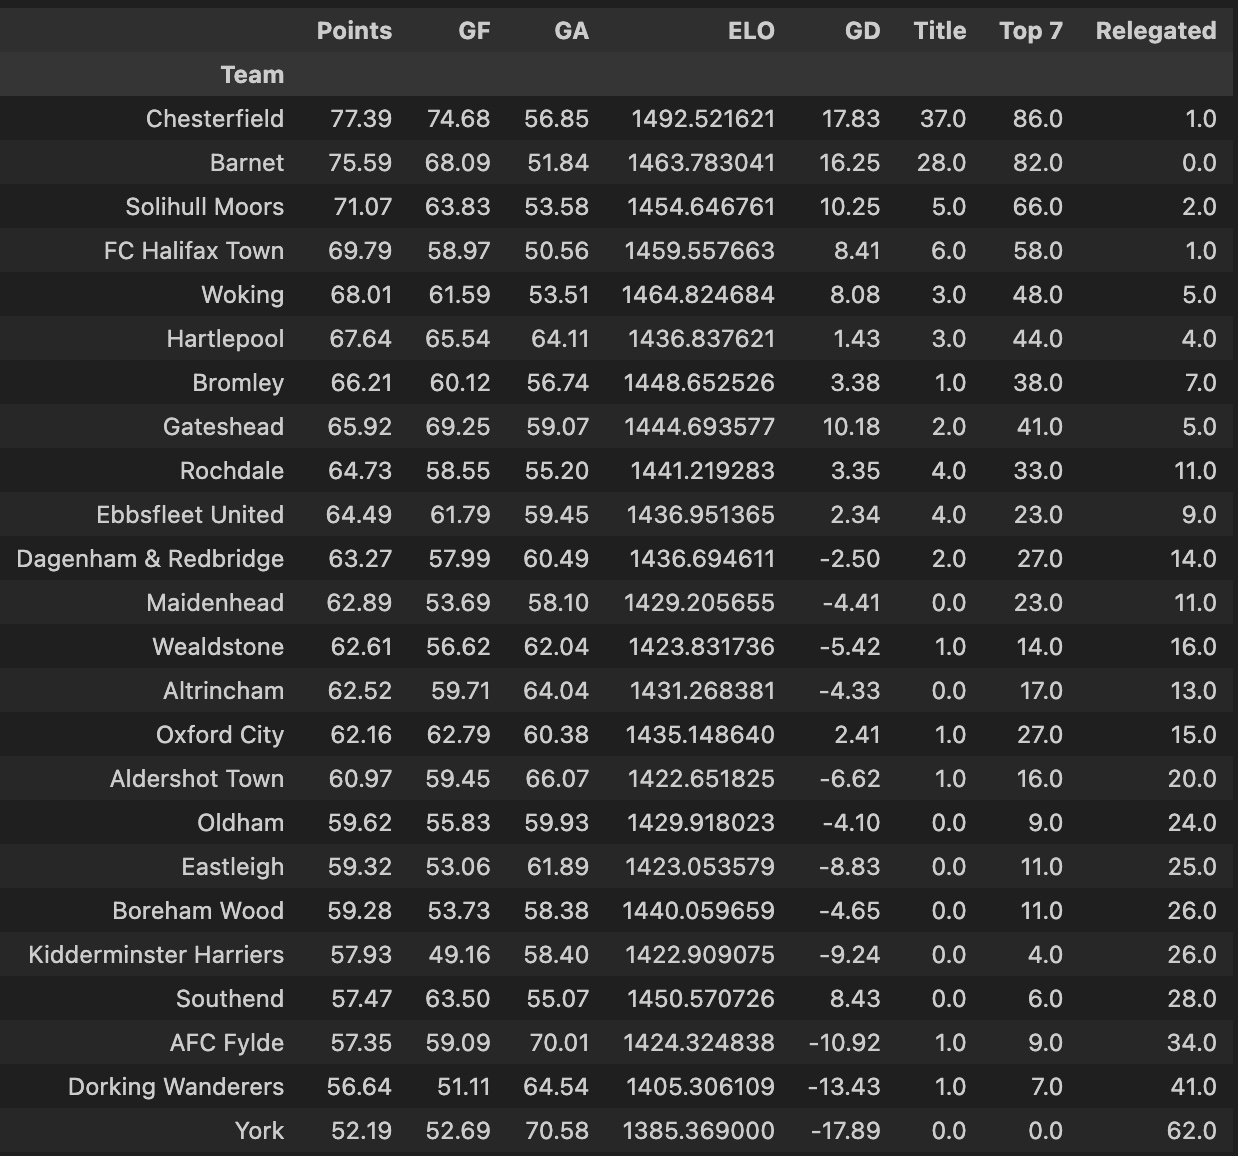 Points GF GA ELO GD Title Top 7 Relegated
Team
Chesterfield 77.39 74.68 56.85 1492.521621 17.83 37.0 86.0 1.0
Barnet 75.59 68.09 51.84 1463.783041 16.25 28.0 82.0 0.0
Solihull Moors 71.07 63.83 53.58 1454.646761 10.25 5.0 66.0 2.0
FC Halifax Town 69.79 58.97 50.56 1459.557663 8.41 6.0 58.0 1.0
Woking 68.01 61.59 53.51 1464.824684 8.08 3.0 48.0 5.0
Hartlepool 67.64 65.54 64.11 1436.837621 1.43 3.0 44.0 4.0
Bromley 66.21 60.12 56.74 1448.652526 3.38 1.0 38.0 7.0
Gateshead 65.92 69.25 59.07 1444.693577 10.18 2.0 41.0 5.0
Rochdale 64.73 58.55 55.20 1441.219283 3.35 4.0 33.0 11.0
Ebbsfleet United 64.49 61.79 59.45 1436.951365 2.34 4.0 23.0 9.0
Dagenham & Redbridge 63.27 57.99 60.49 1436.694611 -2.50 2.0 27.0 14.0
Maidenhead 62.89 53.69 58.10 1429.205655 -4.41 0.0 23.0 11.0
Wealdstone 62.61 56.62 62.04 1423.831736 -5.42 1.0 14.0 16.0
Altrincham 62.52 59.71 64.04 1431.268381 -4.33 0.0 17.0 13.0
Oxford City 62.16 62.79 60.38 1435.148640 2.41 1.0 27.0 15.0
Aldershot Town 60.97 59.45 66.07 1422.651825 -6.62 1.0 16.0 20.0
Oldham 59.62 55.83 59.93 1429.918023 -4.10 0.0 9.0 24.0
Eastleigh 59.32 53.06 61.89 1423.053579 -8.83 0.0 11.0 25.0
Boreham Wood 59.28 53.73 58.38 1440.059659 -4.65 0.0 11.0 26.0
Kidderminster Harriers 57.93 49.16 58.40 1422.909075 -9.24 0.0 4.0 26.0
Southend 57.47 63.50 55.07 1450.570726 8.43 0.0 6.0 28.0
AFC Fylde 57.35 59.09 70.01 1424.324838 -10.92 1.0 9.0 34.0
Dorking Wanderers 56.64 51.11 64.54 1405.306109 -13.43 1.0 7.0 41.0
York 52.19 52.69 70.58 1385.369000 -17.89 0.0 0.0 62.0